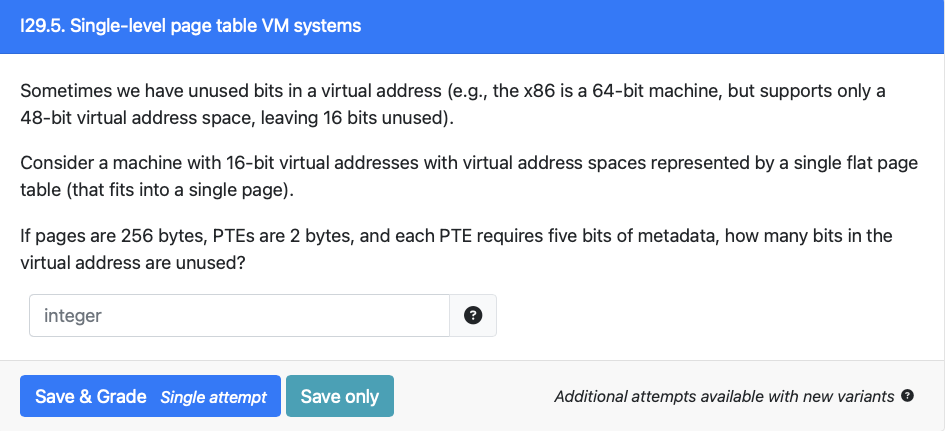 I29.5. Single-level page table VM systems
Sometimes we have unused bits in a virtual address (e.g., the x86 is a 64-bit machine, but supports only a
48-bit virtual address space, leaving 16 bits unused).
Consider a machine with 16-bit virtual addresses with virtual address spaces represented by a single flat page
table (that fits into a single page).
If pages are 256 bytes, PTEs are 2 bytes, and each PTE requires five bits of metadata, how many bits in the
virtual address are unused?
integer ?
Save & Grade Single attempt Save only Additional attempts available with new variants ?